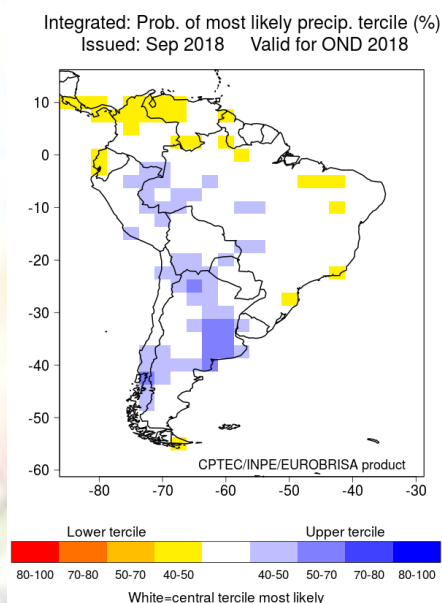 Integrated: Prob. of most likely precip. tercile (%)
Issued: Sep 2018 Valid for OND 2018
10
0
-10
-20
-30
-40
-50
-60
CPTEC/INPE/EUROBRISA product
-80 -70 -60 -50 -40 -30
Lower tercile Upper tercile
80-100 70-80 50-70 40-50 40-50 50-70 70-80 80-100
White=central tercile most likely